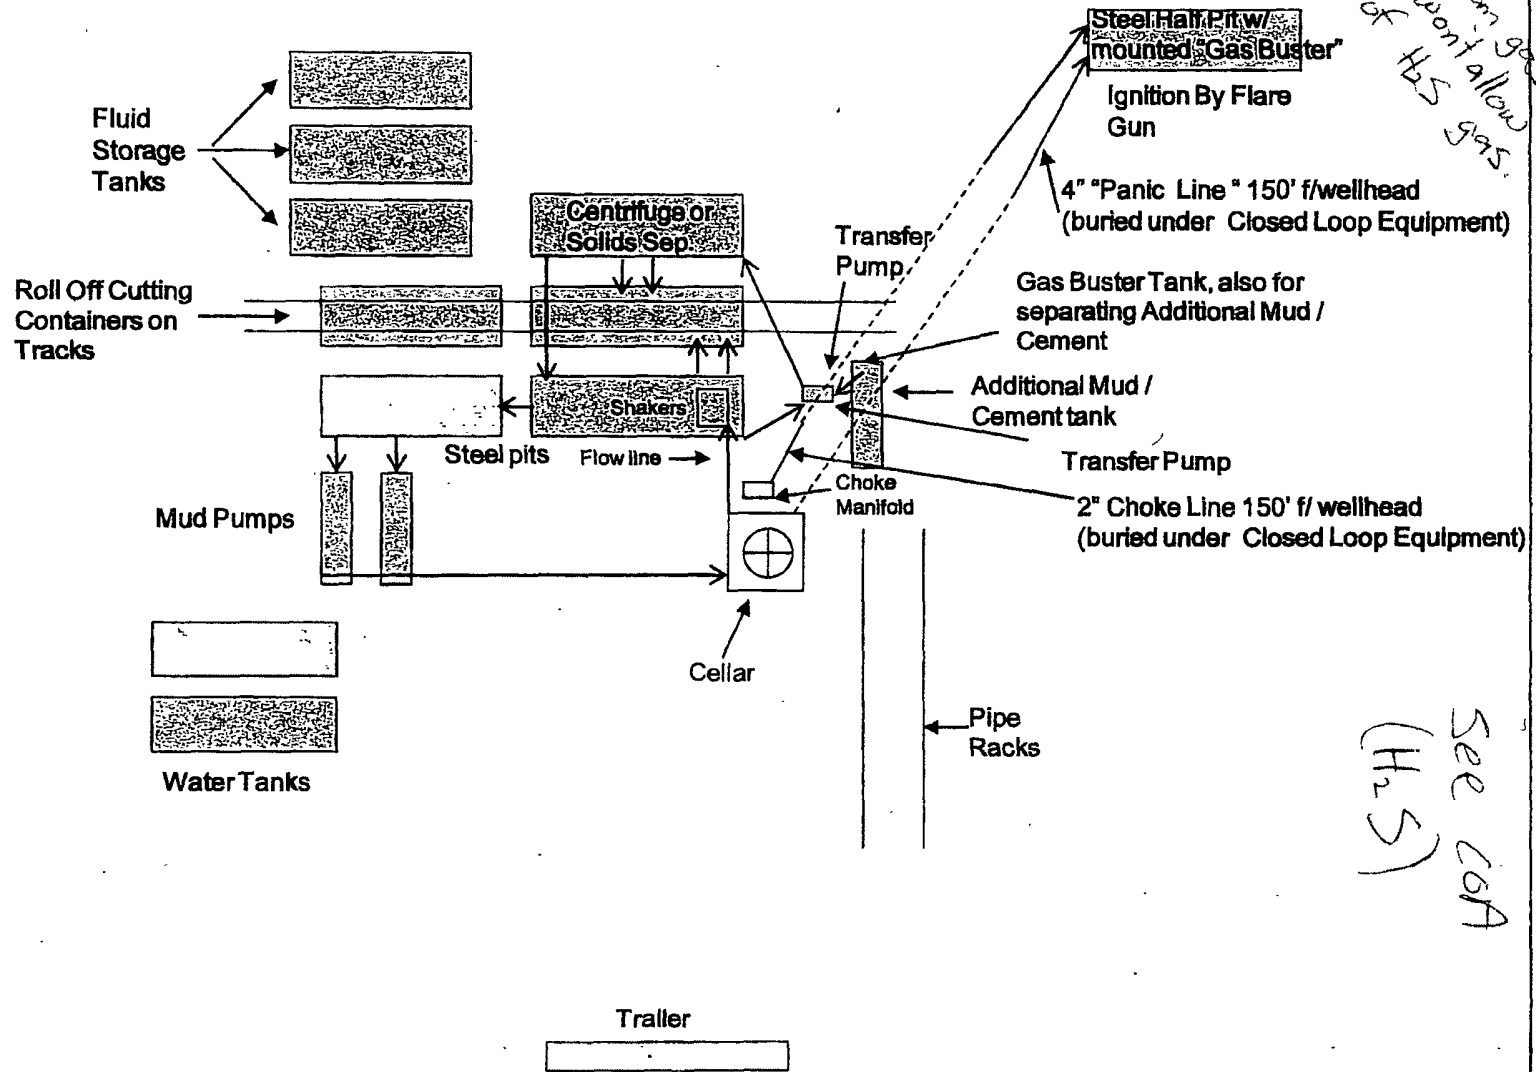 Steel Half Pit w/
mounted "Gas Buster"
Ignition By Flare
Gun
won't allow
of H2S gas.
Fluid
Storage
Tanks
4" "Panic Line " 150' f/wellhead
(buried under Closed Loop Equipment)
Centrifuge or
Solids Sep.
Transfer
Pump
Gas Buster Tank, also for
separating Additional Mud /
Cement
Roll Off Cutting
Containers on
Tracks
Additional Mud /
Cement tank
Shakers
Steel pits
Flow line
Transfer Pump
Choke
Manifold
2" Choke Line 150' f/ wellhead
(buried under Closed Loop Equipment)
Mud Pumps
Cellar
Pipe
Racks
Water Tanks
See COA
(H2S)
Trailer